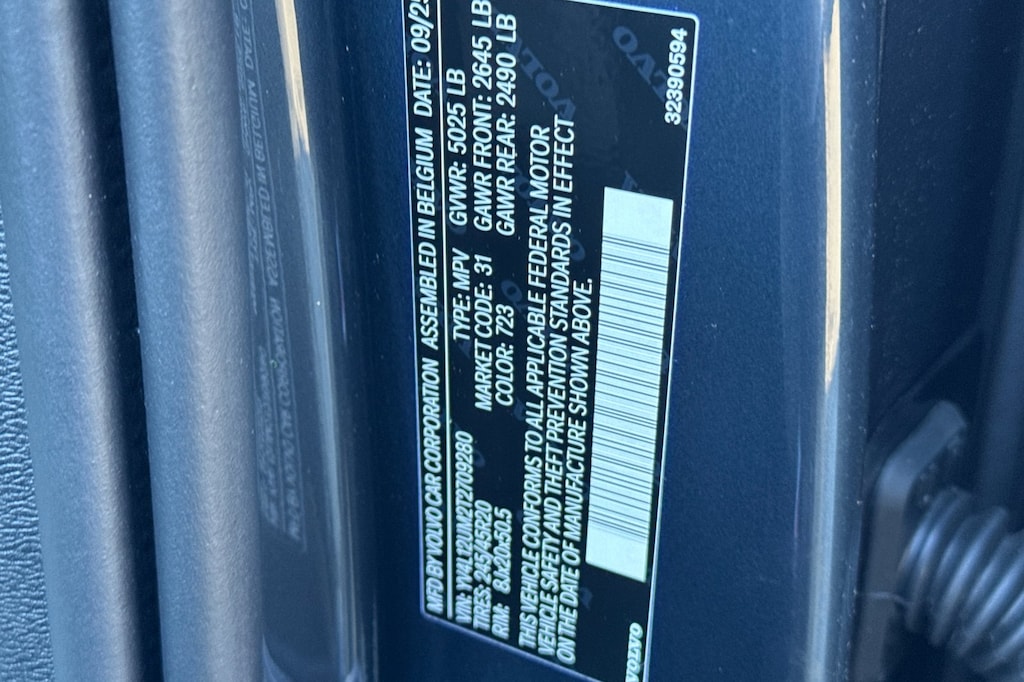 MFD BY VOLVO CAR CORPORATION ASSEMBLED IN BELGIUM DATE: 09/25
VIN: YV4L12UM2T2709280 TYPE: MPV GVWR: 5025 LB
TIRES: 245/45R20 MARKET CODE: 31 GAWR FRONT: 2645 LB
RIM: 8Jx20x50.5 COLOR: 723 GAWR REAR: 2490 LB
THIS VEHICLE CONFORMS TO ALL APPLICABLE FEDERAL MOTOR
VEHICLE SAFETY AND THEFT PREVENTION STANDARDS IN EFFECT
ON THE DATE OF MANUFACTURE SHOWN ABOVE.
VOLVO 32390594